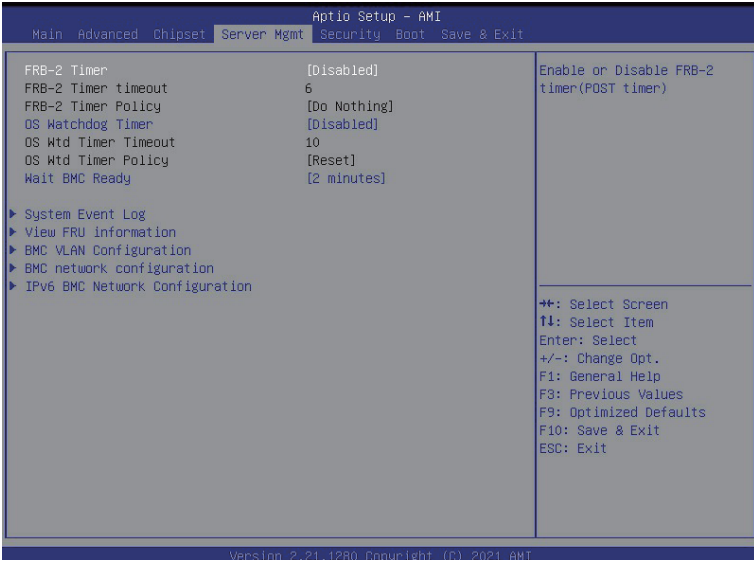 Aptio Setup – AMI
Main Advanced Chipset Server Mgmt Security Boot Save & Exit
FRB-2 Timer [Disabled]
FRB-2 Timer timeout 6
FRB-2 Timer Policy [Do Nothing]
OS Watchdog Timer [Disabled]
OS Wtd Timer Timeout 10
OS Wtd Timer Policy [Reset]
Wait BMC Ready [2 minutes]
System Event Log
View FRU information
BMC VLAN Configuration
BMC network configuration
IPv6 BMC Network Configuration
Enable or Disable FRB-2
timer(POST timer)
→←: Select Screen
↑↓: Select Item
Enter: Select
+/-: Change Opt.
F1: General Help
F3: Previous Values
F9: Optimized Defaults
F10: Save & Exit
ESC: Exit
Version 2.21.1280 Copyright (C) 2021 AMI